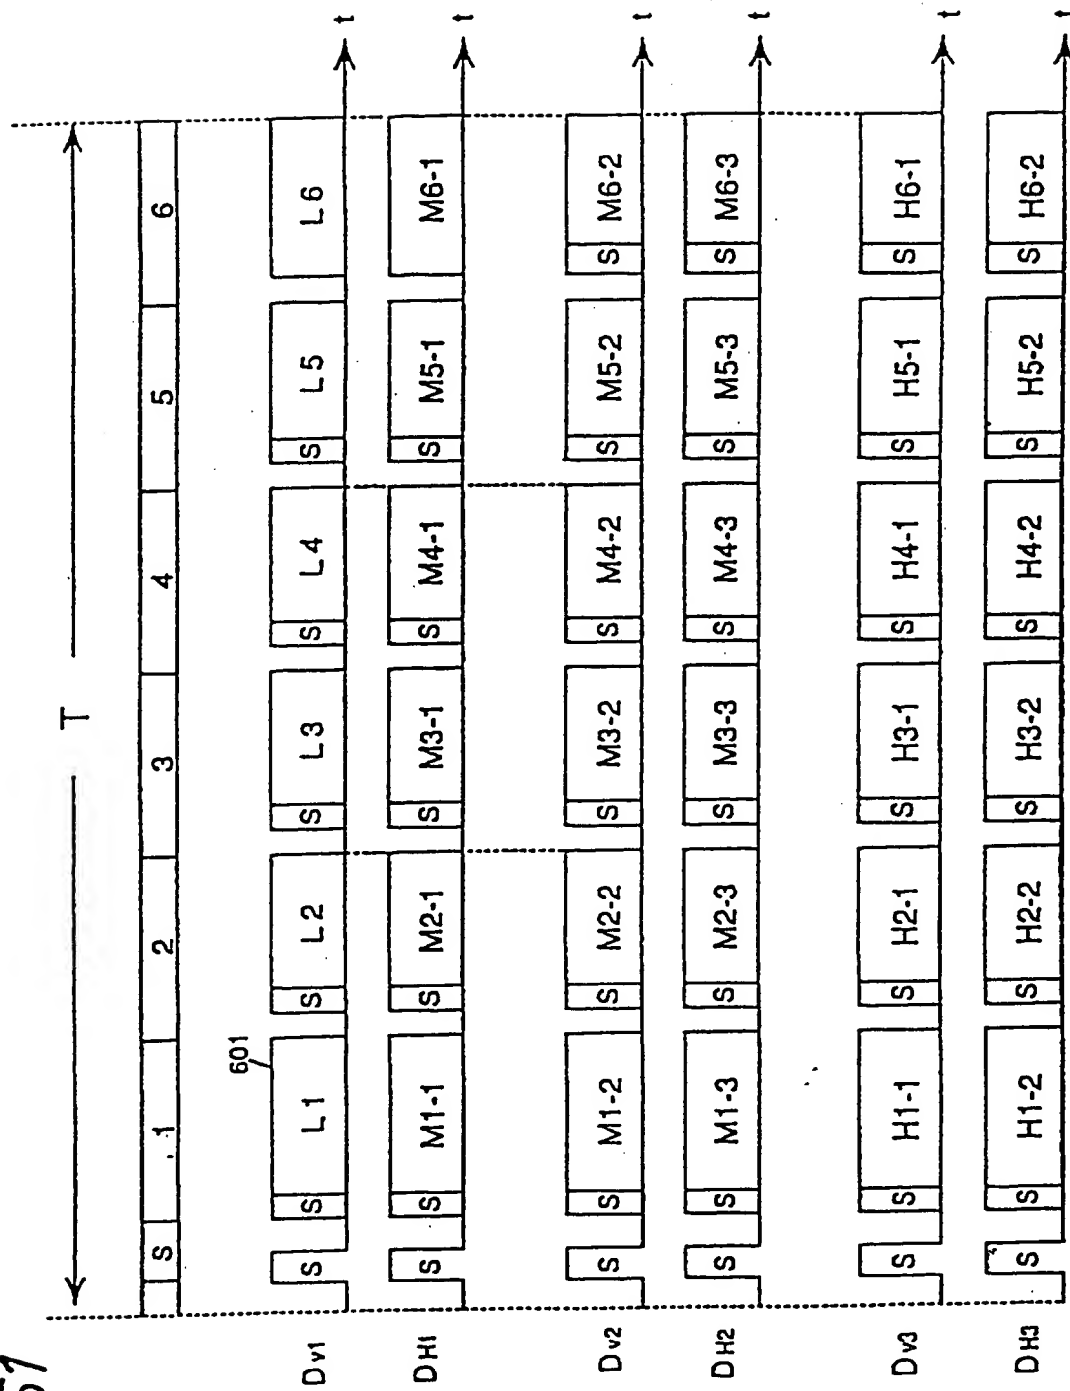 T
S 1 2 3 4 5 6
601
Dv1 S S L1 S L2 S L3 S L4 S L5 L6 t
DH1 S S M1-1 S M2-1 S M3-1 S M4-1 S M5-1 M6-1 t
Dv2 S S M1-2 S M2-2 S M3-2 S M4-2 S M5-2 S M6-2 t
DH2 S S M1-3 S M2-3 S M3-3 S M4-3 S M5-3 S M6-3 t
Dv3 S S H1-1 S H2-1 S H3-1 S H4-1 S H5-1 S H6-1 t
DH3 S S H1-2 S H2-2 S H3-2 S H4-2 S H5-2 S H6-2 t